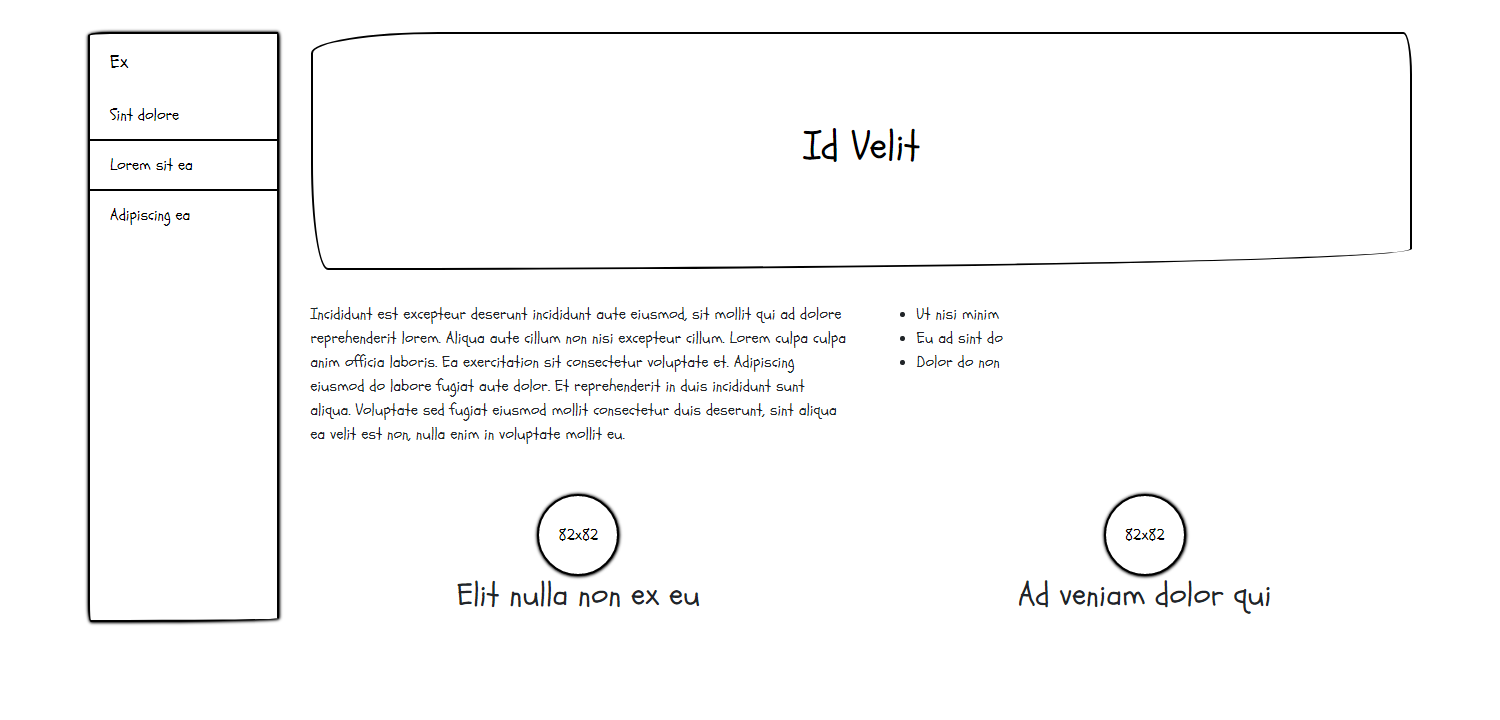 Ex
Sint dolore
Lorem sit ea
Adipiscing ea
Id Velit
Incididunt est excepteur deserunt incididunt aute eiusmod, sit mollit qui ad dolore
reprehenderit lorem. Aliqua aute cillum non nisi excepteur cillum. Lorem culpa culpa
anim officia laboris. Ea exercitation sit consectetur voluptate et. Adipiscing
eiusmod do labore fugiat aute dolor. Et reprehenderit in duis incididunt sunt
aliqua. Voluptate sed fugiat eiusmod mollit consectetur duis deserunt, sint aliqua
ea velit est non, nulla enim in voluptate mollit eu.
Ut nisi minim
Eu ad sint do
Dolor do non
82x82
Elit nulla non ex eu
82x82
Ad veniam dolor qui